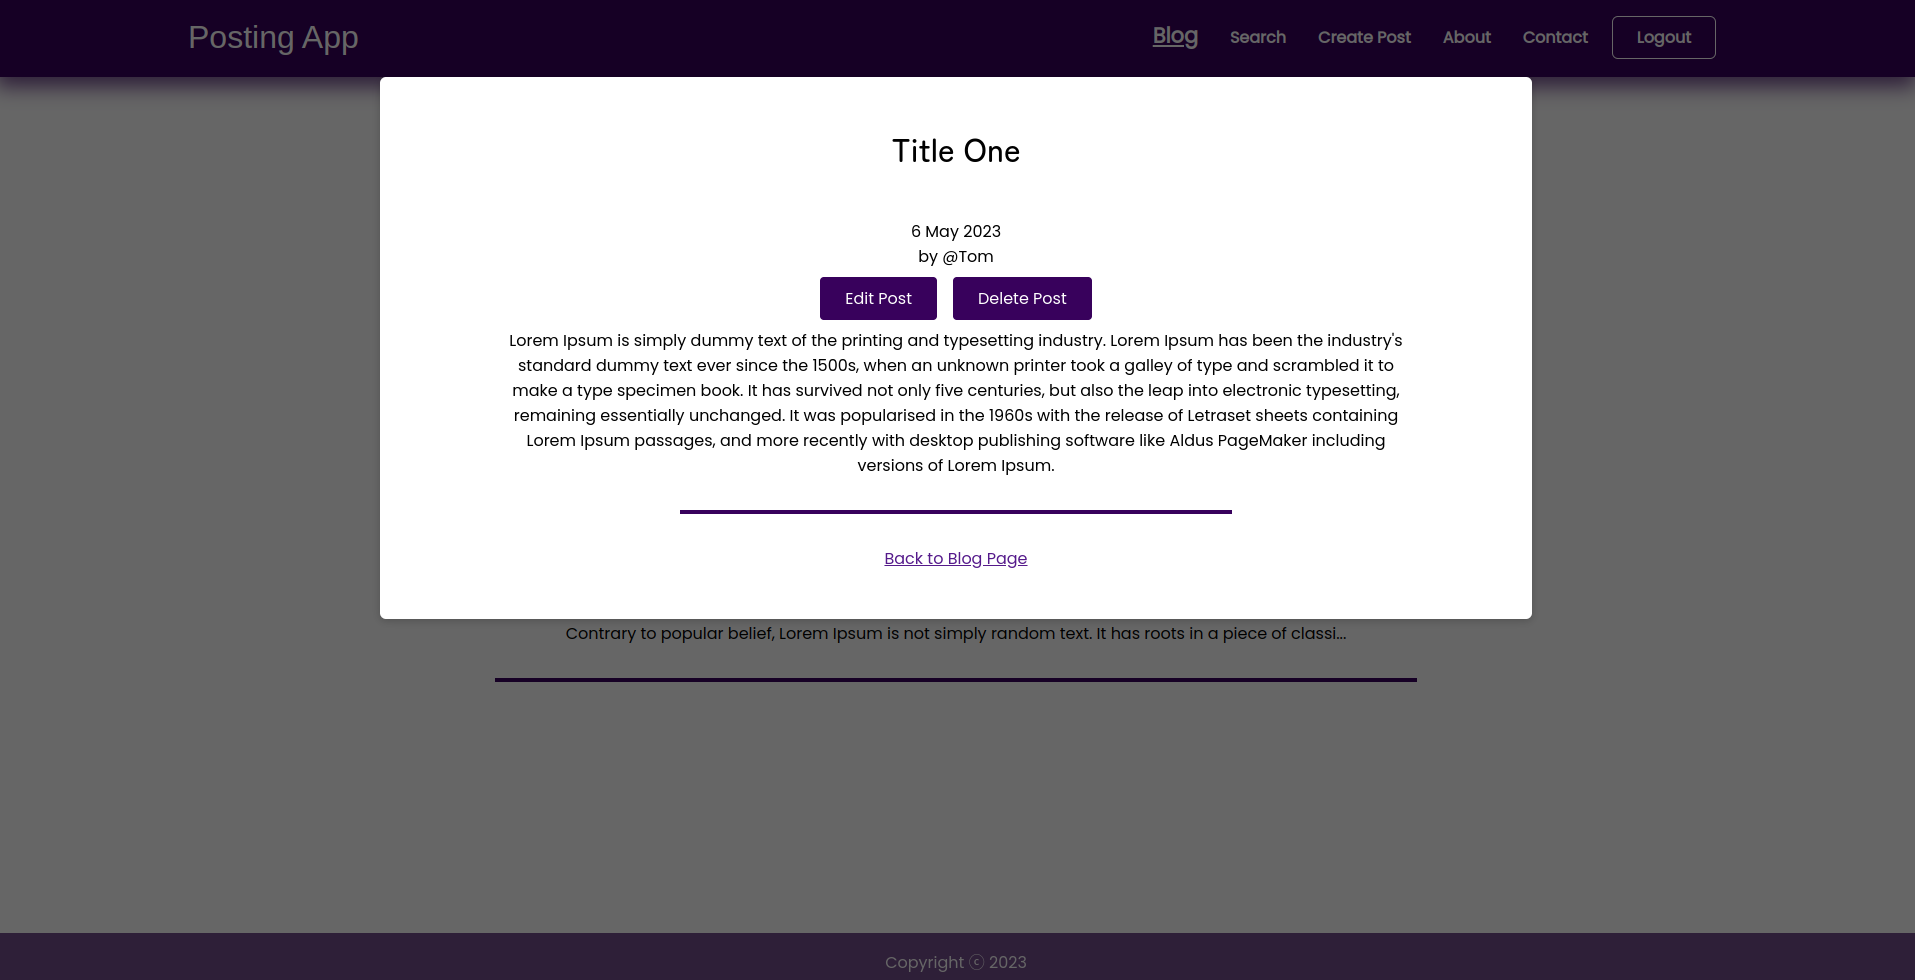 Posting App
Blog Search Create Post About Contact Logout
Title One
6 May 2023
by @Tom
Edit Post Delete Post
Lorem Ipsum is simply dummy text of the printing and typesetting industry. Lorem Ipsum has been the industry's
standard dummy text ever since the 1500s, when an unknown printer took a galley of type and scrambled it to
make a type specimen book. It has survived not only five centuries, but also the leap into electronic typesetting,
remaining essentially unchanged. It was popularised in the 1960s with the release of Letraset sheets containing
Lorem Ipsum passages, and more recently with desktop publishing software like Aldus PageMaker including
versions of Lorem Ipsum.
Back to Blog Page
Contrary to popular belief, Lorem Ipsum is not simply random text. It has roots in a piece of classi...
Copyright ⓒ 2023